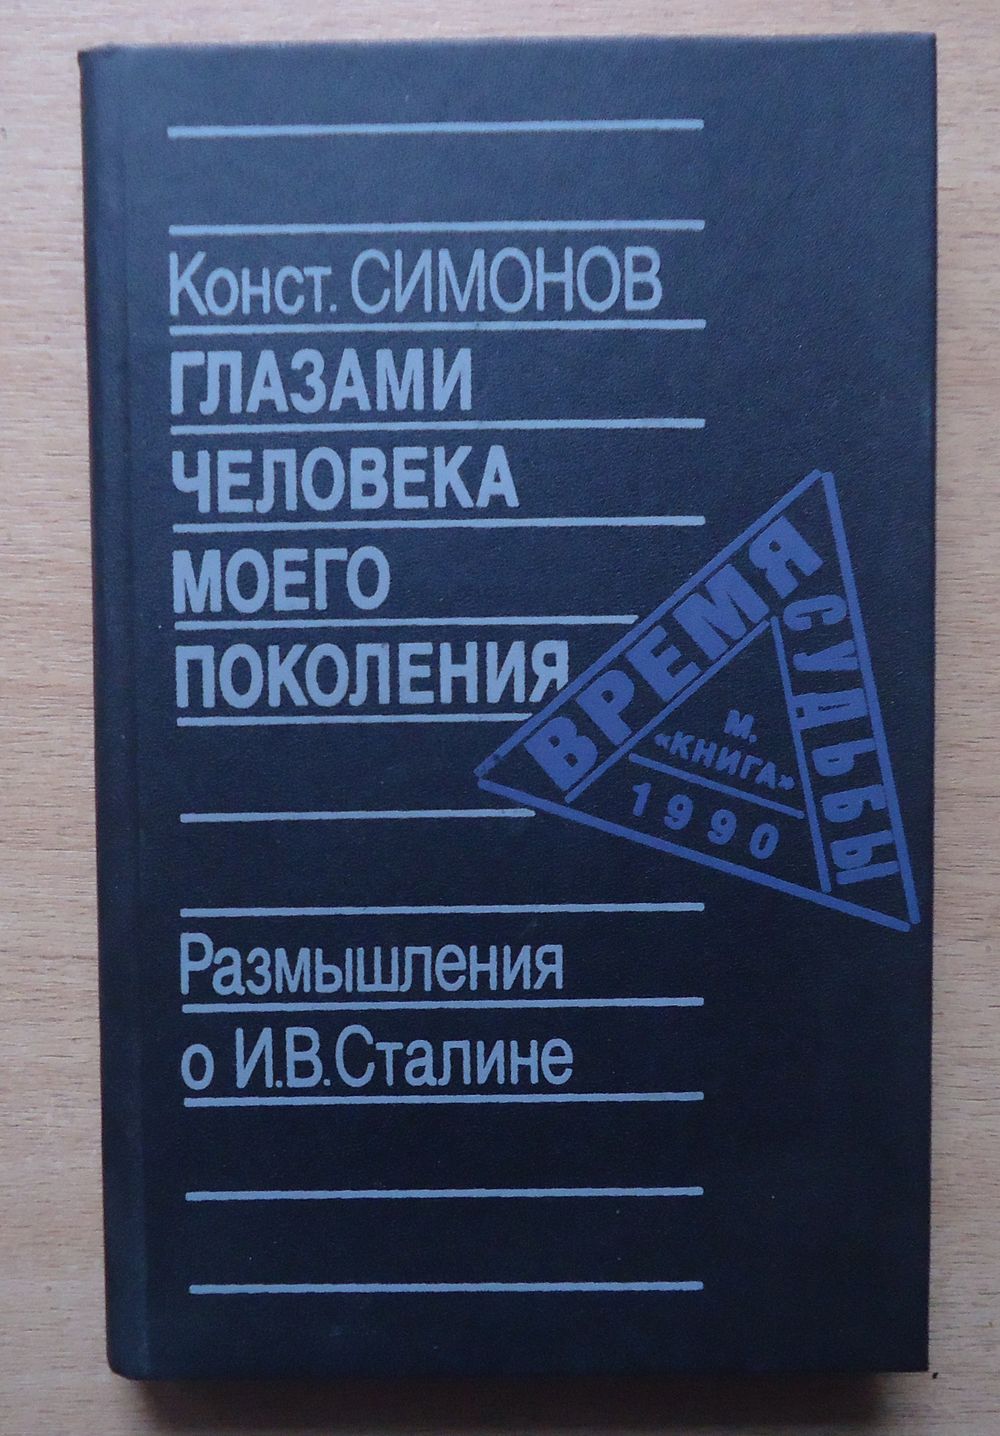 Конст. СИМОНОВ
ГЛАЗАМИ
ЧЕЛОВЕКА
МОЕГО
ПОКОЛЕНИЯ
ВРЕМЯ
СУДЬБЫ
М.
«КНИГА»
1990
Размышления
о И.В.Сталине